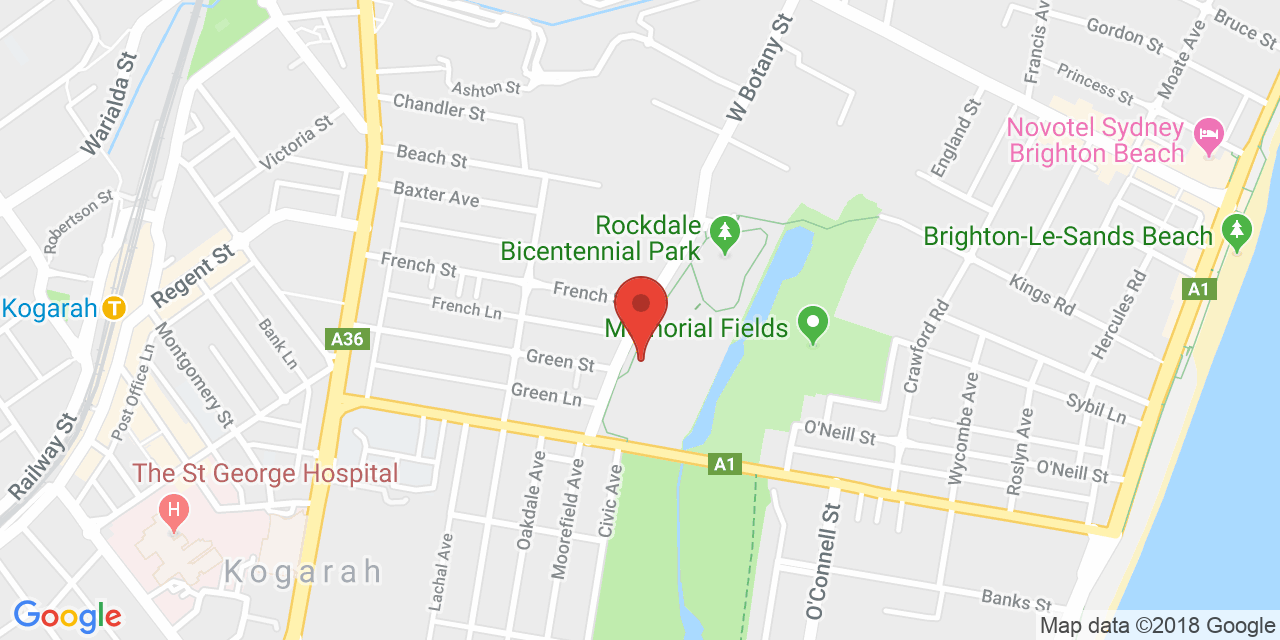 W Botany St
Francis Av
Gordon St
Moate Ave
Bruce St
Warialda St
Ashton St
Princess St
Chandler St
Victoria St
England St
Novotel Sydney
Brighton Beach
Beach St
Baxter Ave
Robertson St
Rockdale
Bicentennial Park
Brighton-Le-Sands Beach
Regent St
French St
Kings Rd
Hercules Rd
A1
Kogarah
T
French
French Ln
Memorial Fields
Crawford Rd
A36
Bank Ln
Montgomery St
Post Office Ln
Green St
Green Ln
Sybil Ln
Wycombe Ave
Roslyn Ave
O'Neill St
O'Neill St
Railway St
A1
The St George Hospital
H
Oakdale Ave
Moorefield Ave
Civic Ave
O'Connell St
Lachal Ave
Kogarah
Banks St
Google
Map data ©2018 Google